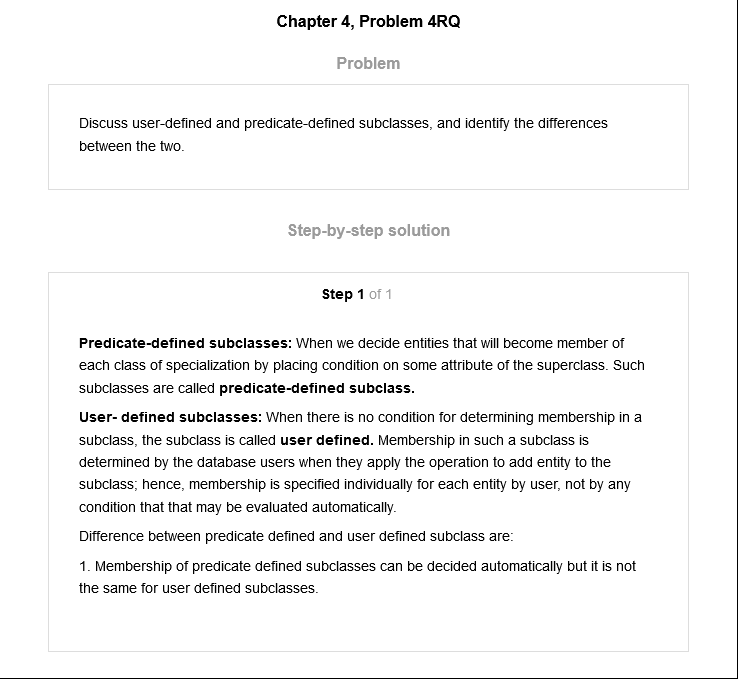 Chapter 4, Problem 4RQ
Problem
Discuss user-defined and predicate-defined subclasses, and identify the differences
between the two.
Step-by-step solution
Step 1 of 1
Predicate-defined subclasses: When we decide entities that will become member of
each class of specialization by placing condition on some attribute of the superclass. Such
subclasses are called predicate-defined subclass.
User- defined subclasses: When there is no condition for determining membership in a
subclass, the subclass is called user defined. Membership in such a subclass is
determined by the database users when they apply the operation to add entity to the
subclass; hence, membership is specified individually for each entity by user, not by any
condition that that may be evaluated automatically.
Difference between predicate defined and user defined subclass are:
1. Membership of predicate defined subclasses can be decided automatically but it is not
the same for user defined subclasses.